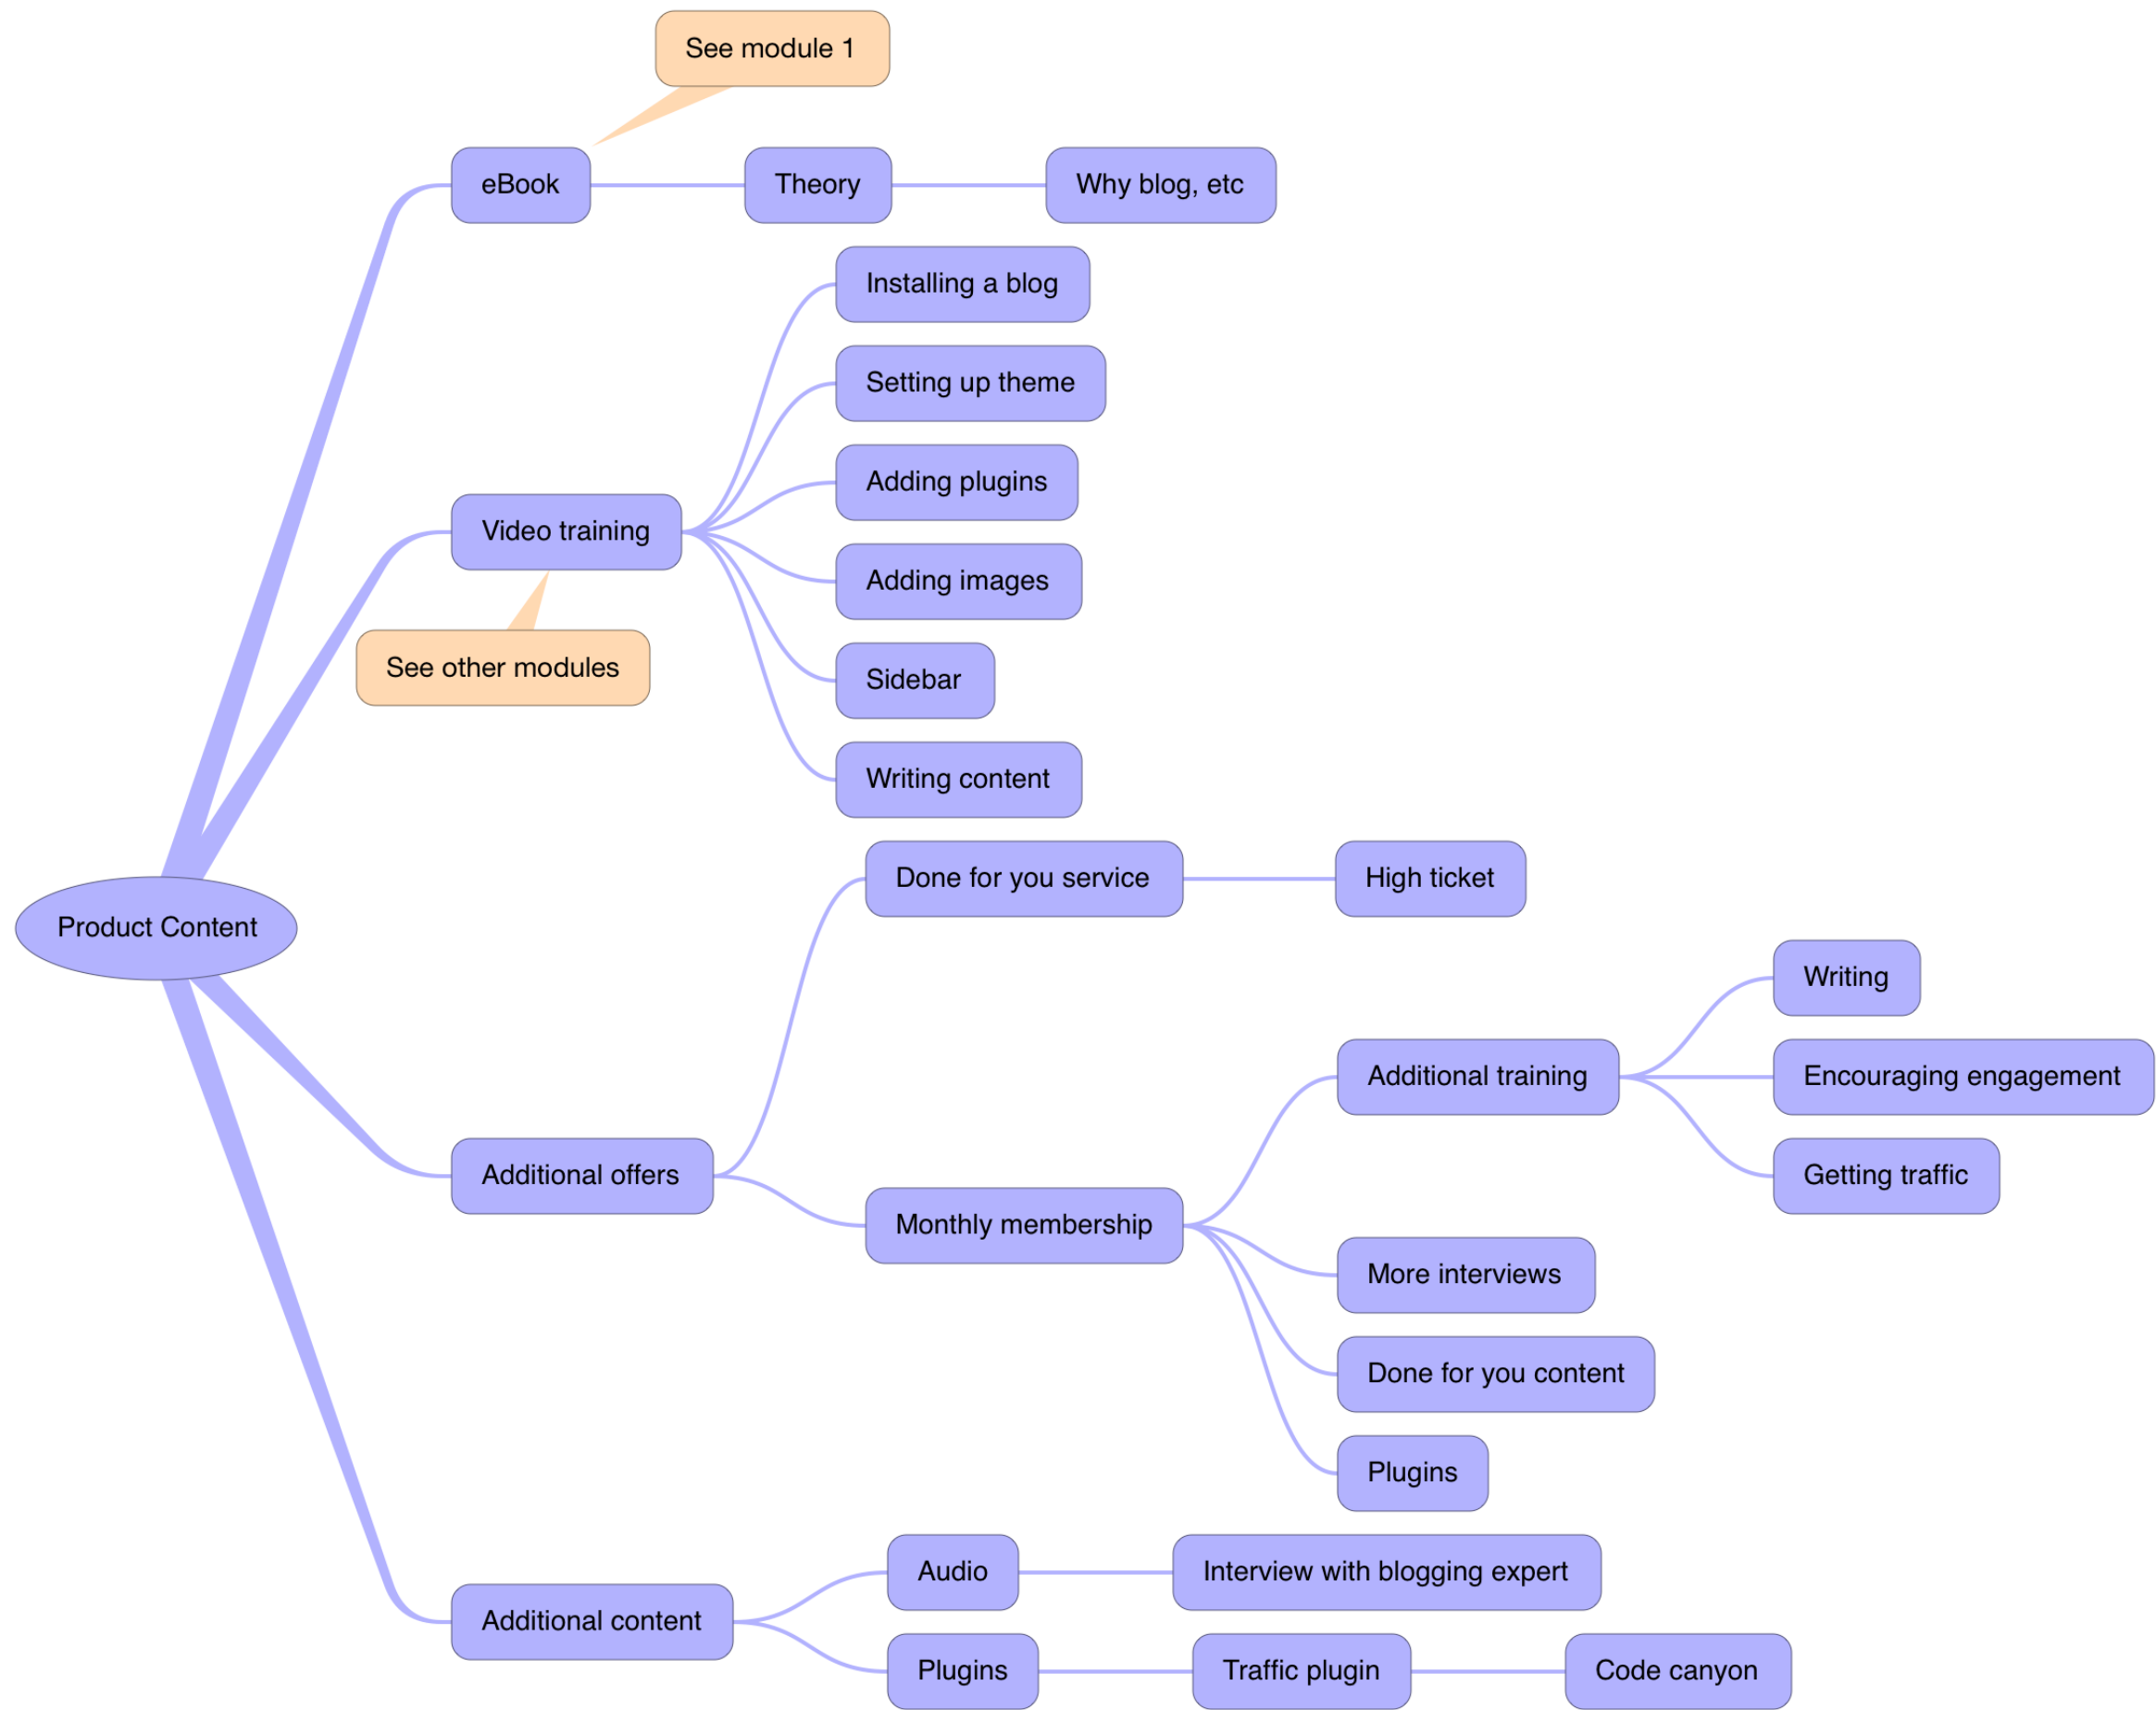 See module 1
eBook
Theory
Why blog, etc
Installing a blog
Setting up theme
Adding plugins
Video training
Adding images
See other modules
Sidebar
Writing content
Done for you service
High ticket
Product Content
Writing
Additional training
Encouraging engagement
Additional offers
Getting traffic
Monthly membership
More interviews
Done for you content
Plugins
Audio
Interview with blogging expert
Additional content
Plugins
Traffic plugin
Code canyon